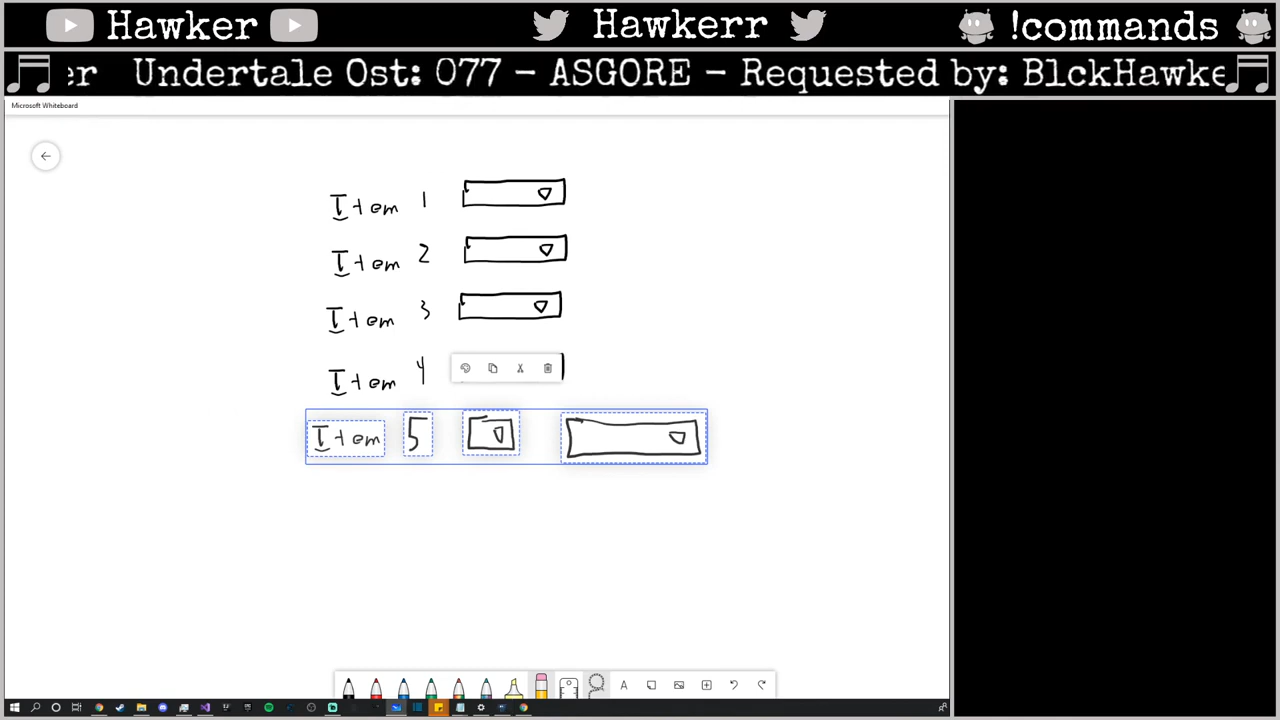 Hawker
Hawkerr
!commands
er Undertale Ost: 077 - ASGORE - Requested by: BlckHawke
Microsoft Whiteboard
Item 1
Item 2
Item 3
Item 4
Item 5
A